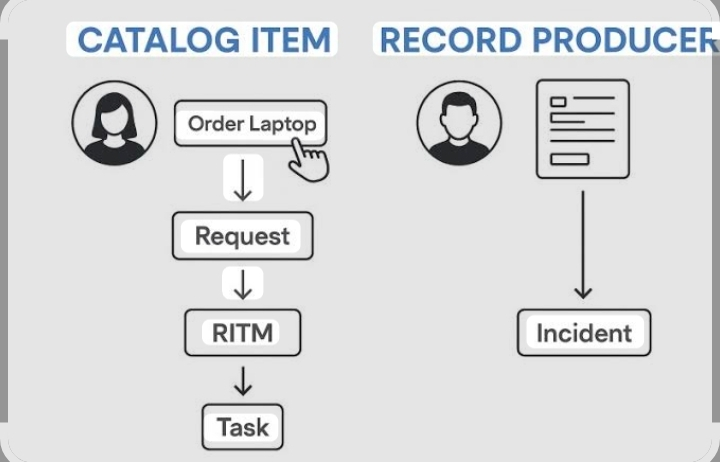 CATALOG ITEM
Order Laptop
Request
RITM
Task
RECORD PRODUCER
Incident